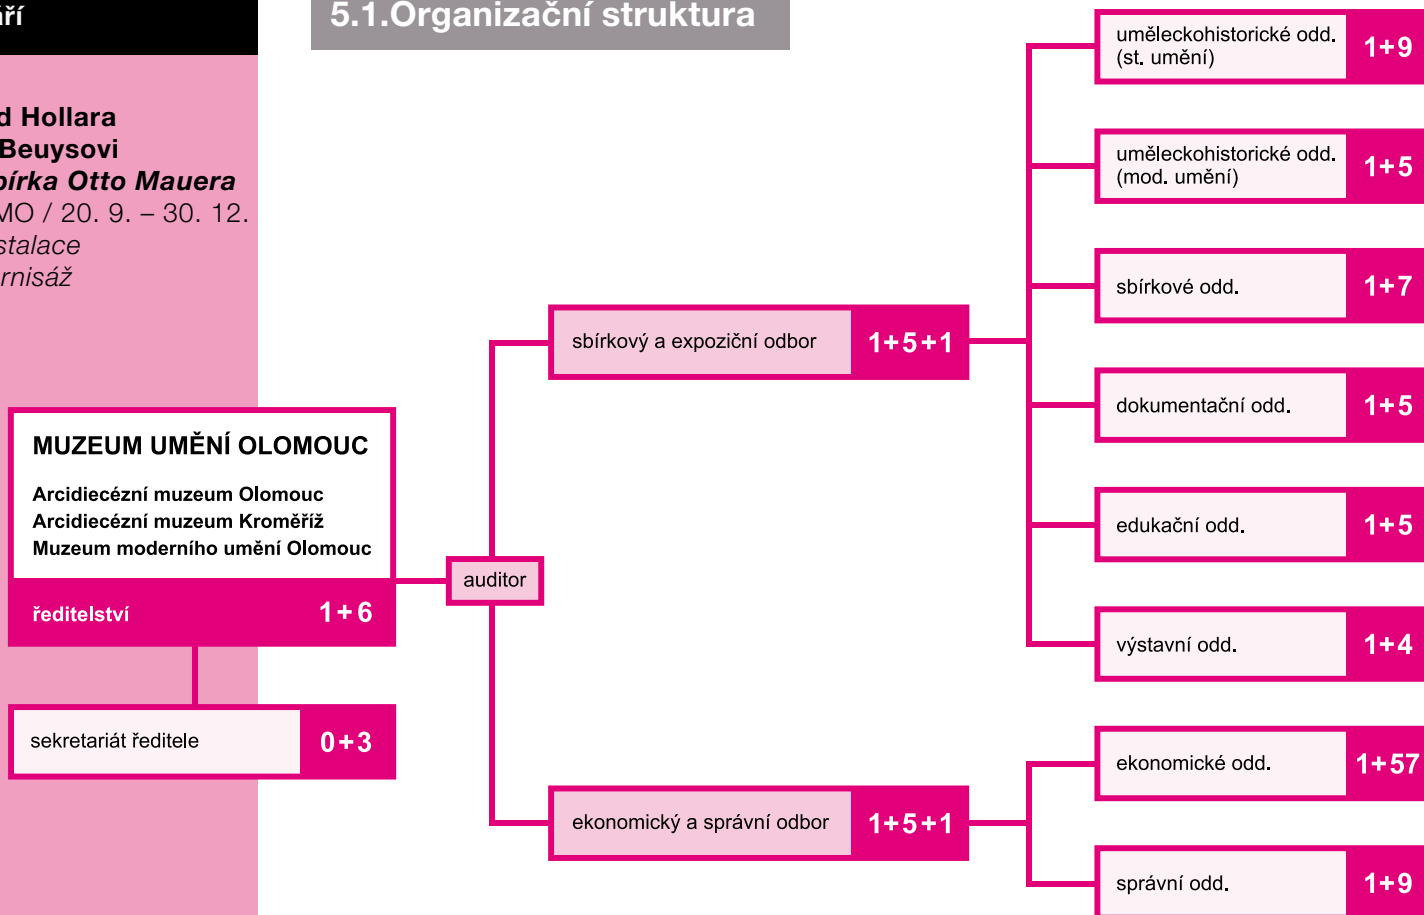 áří
d Hollara
Beuysovi
bírka Otto Mauera
MO / 20. 9. – 30. 12.
stalace
rnisáž
5.1.Organizační struktura
MUZEUM UMĚNÍ OLOMOUC
Arcidiecézní muzeum Olomouc
Arcidiecézní muzeum Kroměříž
Muzeum moderního umění Olomouc
ředitelství 1+6
sekretariát ředitele 0+3
auditor
sbírkový a expoziční odbor 1+5+1
ekonomický a správní odbor 1+5+1
uměleckohistorické odd.
(st. umění) 1+9
uměleckohistorické odd.
(mod. umění) 1+5
sbírkové odd. 1+7
dokumentační odd. 1+5
edukační odd. 1+5
výstavní odd. 1+4
ekonomické odd. 1+57
správní odd. 1+9